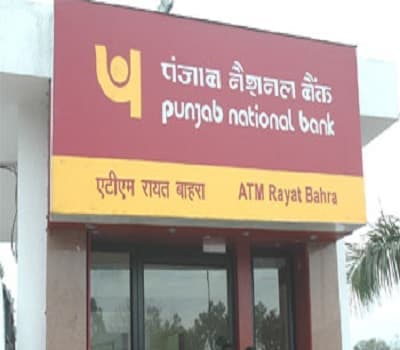 पंजाब नैशनल बैंक
punjab national bank
एटीएम रायत बाहरा ATM Rayat Bahra